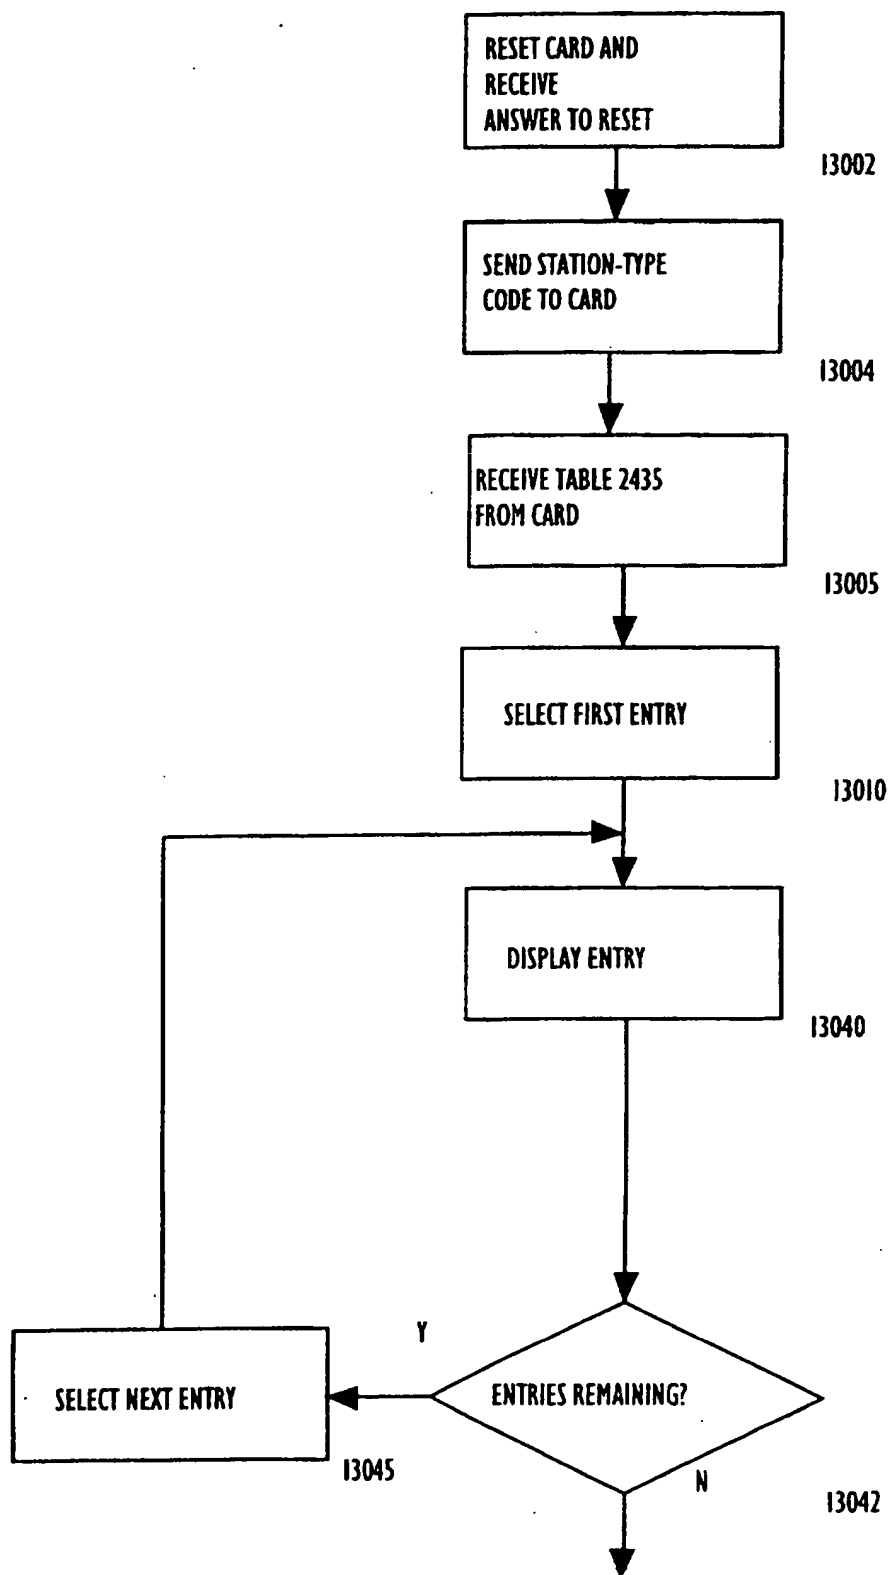 RESET CARD AND
RECEIVE
ANSWER TO RESET
13002
SEND STATION-TYPE
CODE TO CARD
13004
RECEIVE TABLE 2435
FROM CARD
13005
SELECT FIRST ENTRY
13010
DISPLAY ENTRY
13040
Y
SELECT NEXT ENTRY
ENTRIES REMAINING?
13045
N
13042